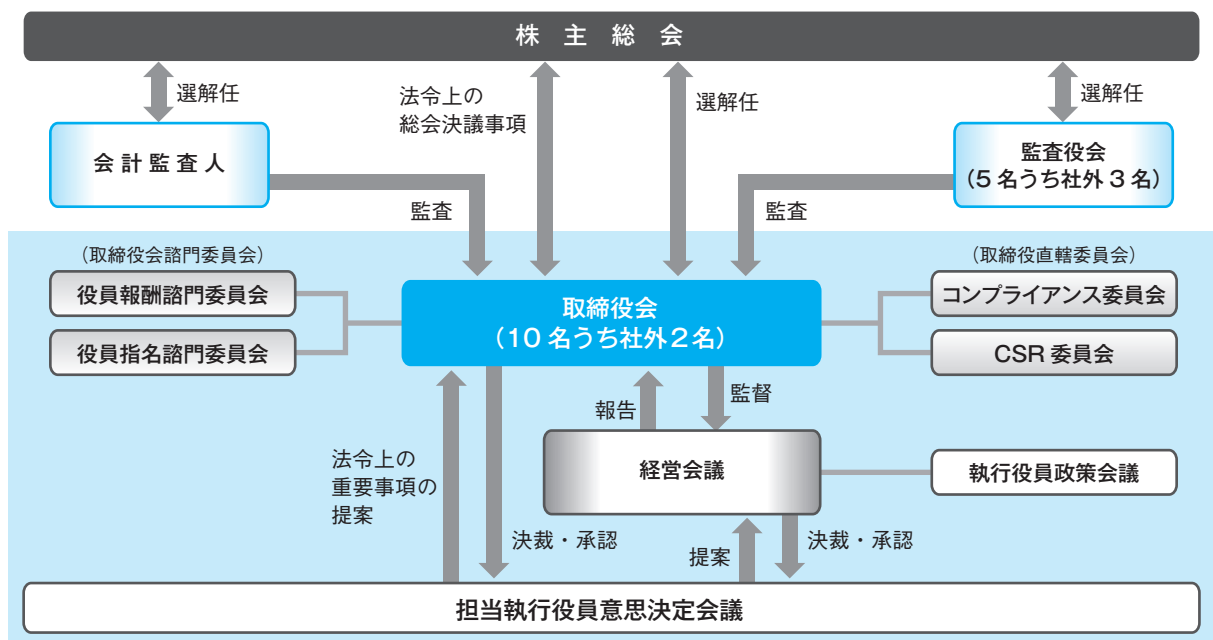 株主総会
選解任
法令上の
総会決議事項
選解任
選解任
会計監査人
監査役会
(5名うち社外3名)
監査
監査
(取締役会諮問委員会)
(取締役直轄委員会)
役員報酬諮門委員会
取締役会
(10名うち社外2名)
コンプライアンス委員会
役員指名諮門委員会
CSR委員会
報告
監督
法令上の
重要事項の
提案
経営会議
執行役員政策会議
決裁・承認
提案
決裁・承認
担当執行役員意思決定会議